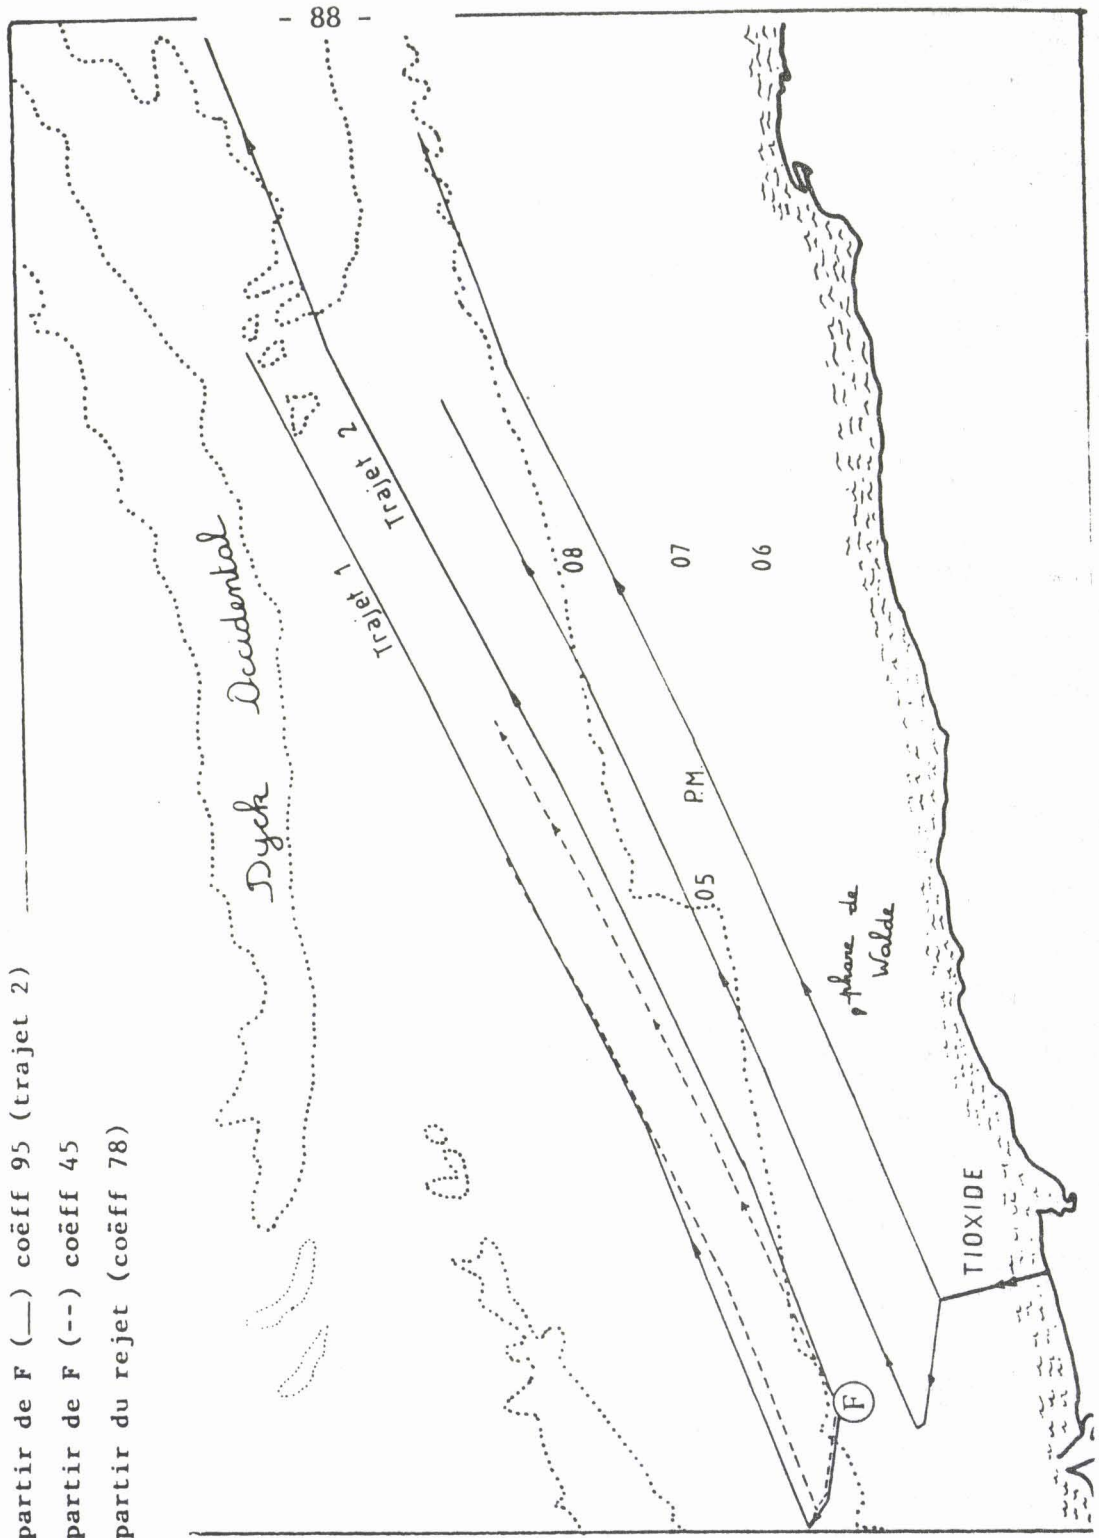 - 88 -
partir de F (__) coëff 95 (trajet 2)
partir de F (--) coëff 45
partir du rejet (coëff 78)
Dyck Occidental
Trajet 1
Trajet 2
08
07
06
P.M.
05
phare de
Walde
TIOXIDE
F